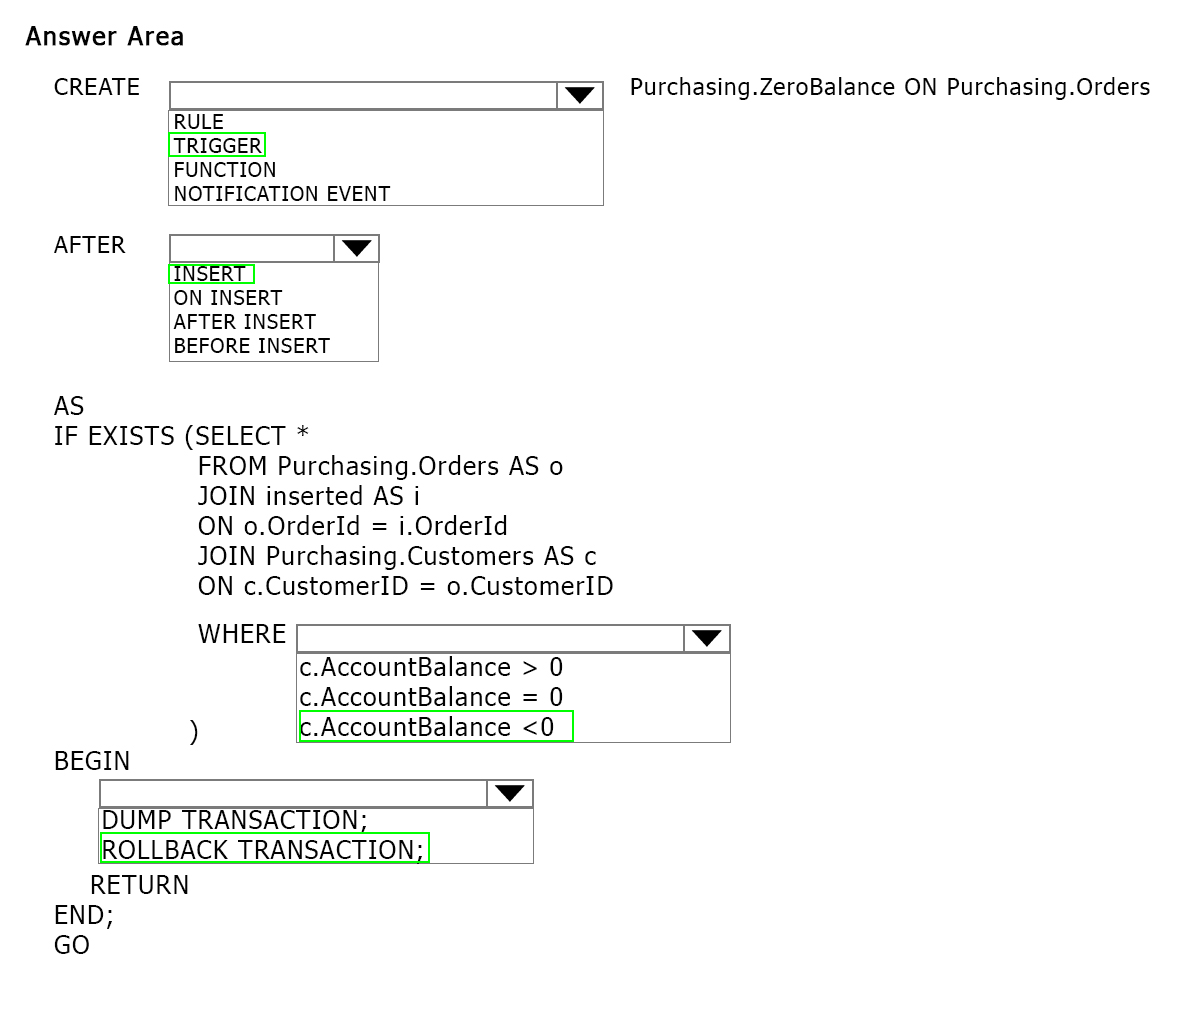 Answer Area
CREATE Purchasing.ZeroBalance ON Purchasing.Orders
RULE
TRIGGER
FUNCTION
NOTIFICATION EVENT
AFTER
INSERT
ON INSERT
AFTER INSERT
BEFORE INSERT
AS
IF EXISTS (SELECT *
FROM Purchasing.Orders AS o
JOIN inserted AS i
ON o.OrderId = i.OrderId
JOIN Purchasing.Customers AS c
ON c.CustomerID = o.CustomerID
WHERE
c.AccountBalance > 0
c.AccountBalance = 0
c.AccountBalance <0
)
BEGIN
DUMP TRANSACTION;
ROLLBACK TRANSACTION;
RETURN
END;
GO